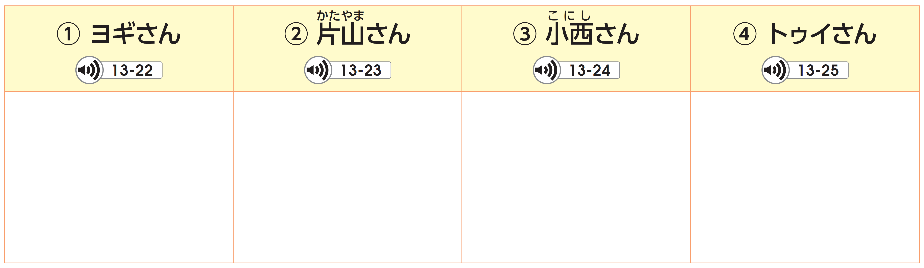 ① ヨギさん
13-22
かたやま
② 片山さん
13-23
こにし
③ 小西さん
13-24
④ トゥイさん
13-25